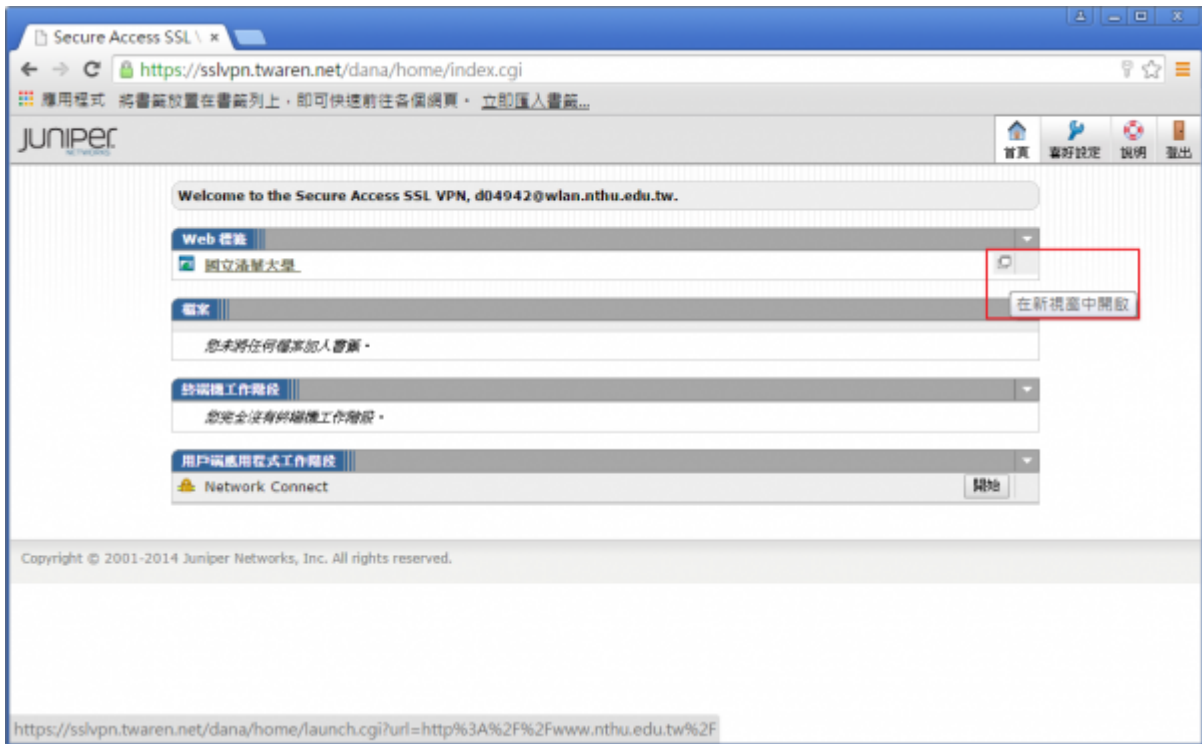 Secure Access SSL \
https://sslvpn.twaren.net/dana/home/index.cgi
應用程式 將書籤放置在書籤列上，即可快速前往各個網頁。 立即匯入書籤...
JUNIPER
NETWORKS
首頁 喜好設定 說明 登出
Welcome to the Secure Access SSL VPN, d04942@wlan.nthu.edu.tw.
Web 標籤
國立清華大學
在新視窗中開啟
檔案
您未將任何檔案加入書籤。
終端機工作階段
您完全沒有終端機工作階段。
用戶端應用程式工作階段
Network Connect 開始
Copyright © 2001-2014 Juniper Networks, Inc. All rights reserved.
https://sslvpn.twaren.net/dana/home/launch.cgi?url=http%3A%2F%2Fwww.nthu.edu.tw%2F